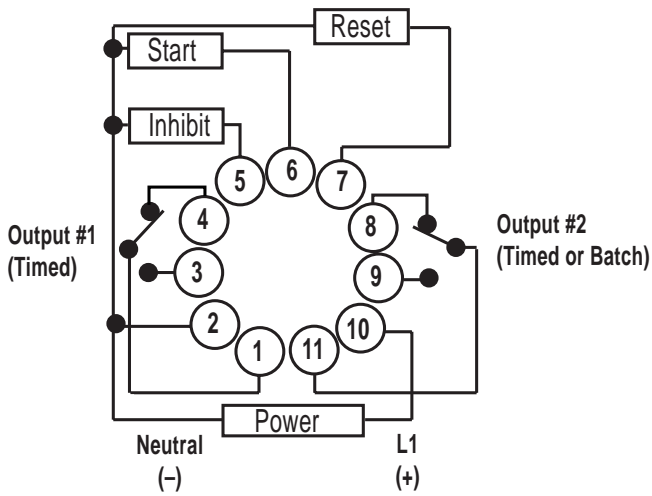 Reset
Start
Inhibit
5
6
7
4
8
Output #1
(Timed)
Output #2
(Timed or Batch)
3
9
2
10
1
11
Power
Neutral
(–)
L1
(+)